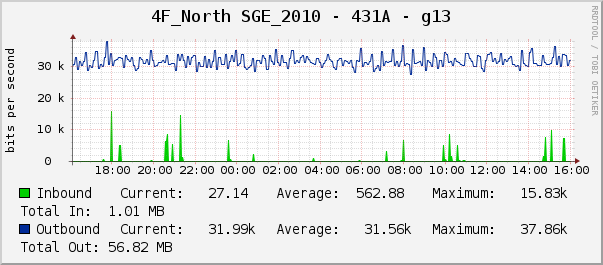 4F_North SGE_2010 - 431A - g13
RRDTOOL / TOBI OETIKER
bits per second
30 k
20 k
10 k
0
18:00 20:00 22:00 00:00 02:00 04:00 06:00 08:00 10:00 12:00 14:00 16:00
Inbound Current: 27.14 Average: 562.88 Maximum: 15.83k
Total In: 1.01 MB
Outbound Current: 31.99k Average: 31.56k Maximum: 37.86k
Total Out: 56.82 MB